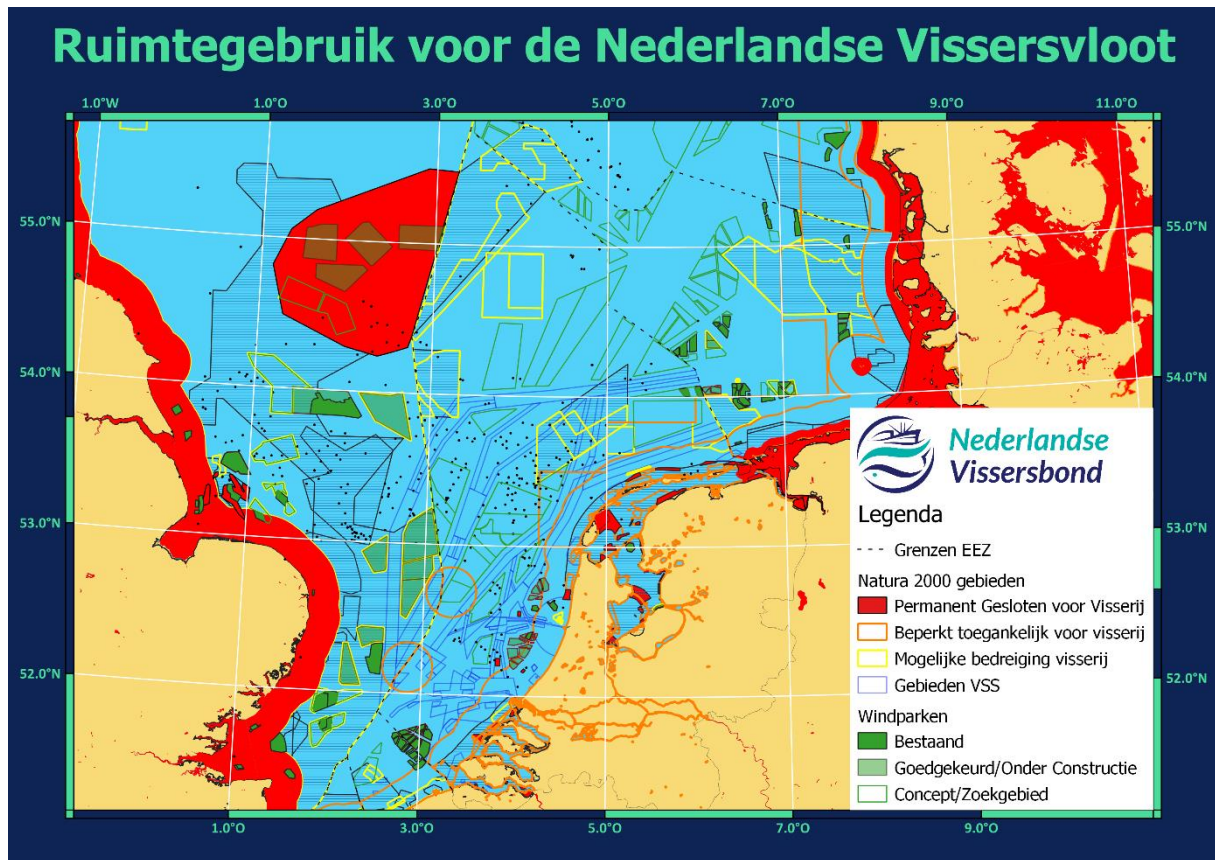 Ruimtegebruik voor de Nederlandse Vissersvloot
1.0°W 1.0°O 3.0°O 5.0°O 7.0°O 9.0°O 11.0°O
55.0°N 55.0°N
54.0°N 54.0°N
53.0°N 53.0°N
52.0°N 52.0°N
Nederlandse
Vissersbond
Legenda
Grenzen EEZ
Natura 2000 gebieden
Permanent Gesloten voor Visserij
Beperkt toegankelijk voor visserij
Mogelijke bedreiging visserij
Gebieden VSS
Windparken
Bestaand
Goedgekeurd/Onder Constructie
Concept/Zoekgebied
1.0°O 3.0°O 5.0°O 7.0°O 9.0°O